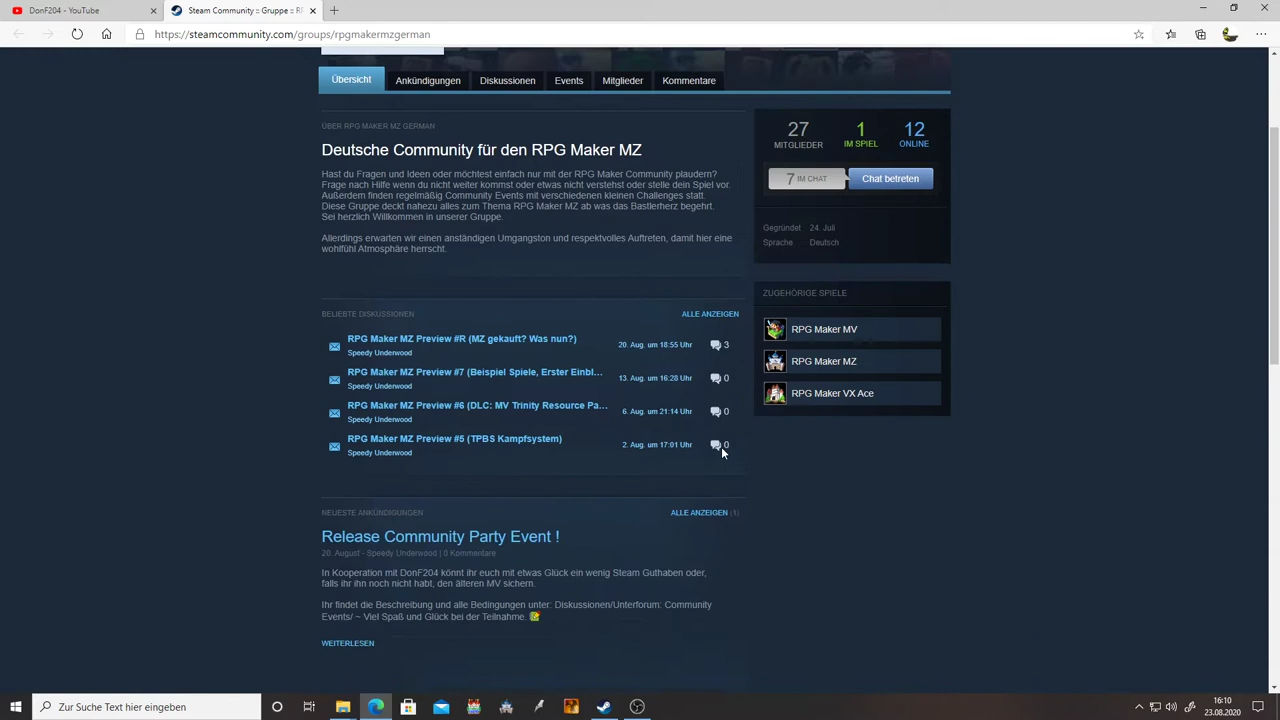 DonF204 - YouTube
Steam Community :: Group :: RF
https://steamcommunity.com/groups/rpgmakermzgerman
Übersicht
Ankündigungen
Diskussionen
Events
Mitglieder
Kommentare
ÜBER RPG MAKER MZ GERMAN
Deutsche Community für den RPG Maker MZ
Hast du Fragen und Ideen oder möchtest einfach nur mit der RPG Maker Community plaudern?
Frage nach Hilfe wenn du nicht weiter kommst oder etwas nicht verstehst oder stelle dein Spiel vor.
Außerdem finden regelmäßig Community Events mit verschiedenen kleinen Challenges statt.
Diese Gruppe deckt nahezu alles zum Thema RPG Maker MZ ab was das Bastlerherz begehrt.
Sei herzlich Willkommen in unserer Gruppe.
Allerdings erwarten wir einen anständigen Umgangston und respektvolles Auftreten, damit hier eine
wohlfühl Atmosphäre herrscht.
27
MITGLIEDER
1
IM SPIEL
12
ONLINE
7 IM CHAT
Chat betreten
Gegründet 24. Juli
Sprache Deutsch
ZUGEHÖRIGE SPIELE
RPG Maker MV
RPG Maker MZ
RPG Maker VX Ace
BELIEBTE DISKUSSIONEN
ALLE ANZEIGEN
RPG Maker MZ Preview #R (MZ gekauft? Was nun?)
Speedy Underwood
20. Aug. um 18:55 Uhr
3
RPG Maker MZ Preview #7 (Beispiel Spiele, Erster Einbl...
Speedy Underwood
13. Aug. um 16:28 Uhr
0
RPG Maker MZ Preview #6 (DLC: MV Trinity Resource Pa...
Speedy Underwood
6. Aug. um 21:14 Uhr
0
RPG Maker MZ Preview #5 (TPBS Kampfsystem)
Speedy Underwood
2. Aug. um 17:01 Uhr
0
NEUESTE ANKÜNDIGUNGEN
ALLE ANZEIGEN (1)
Release Community Party Event !
20. August - Speedy Underwood | 0 Kommentare
In Kooperation mit DonF204 könnt ihr euch mit etwas Glück ein wenig Steam Guthaben oder,
falls ihr ihn noch nicht habt, den älteren MV sichern.
Ihr findet die Beschreibung und alle Bedingungen unter: Diskussionen/Unterforum: Community
Events/ ~ Viel Spaß und Glück bei der Teilnahme.
WEITERLESEN
Zur Suche Text hier eingeben
16:10
23.08.2020